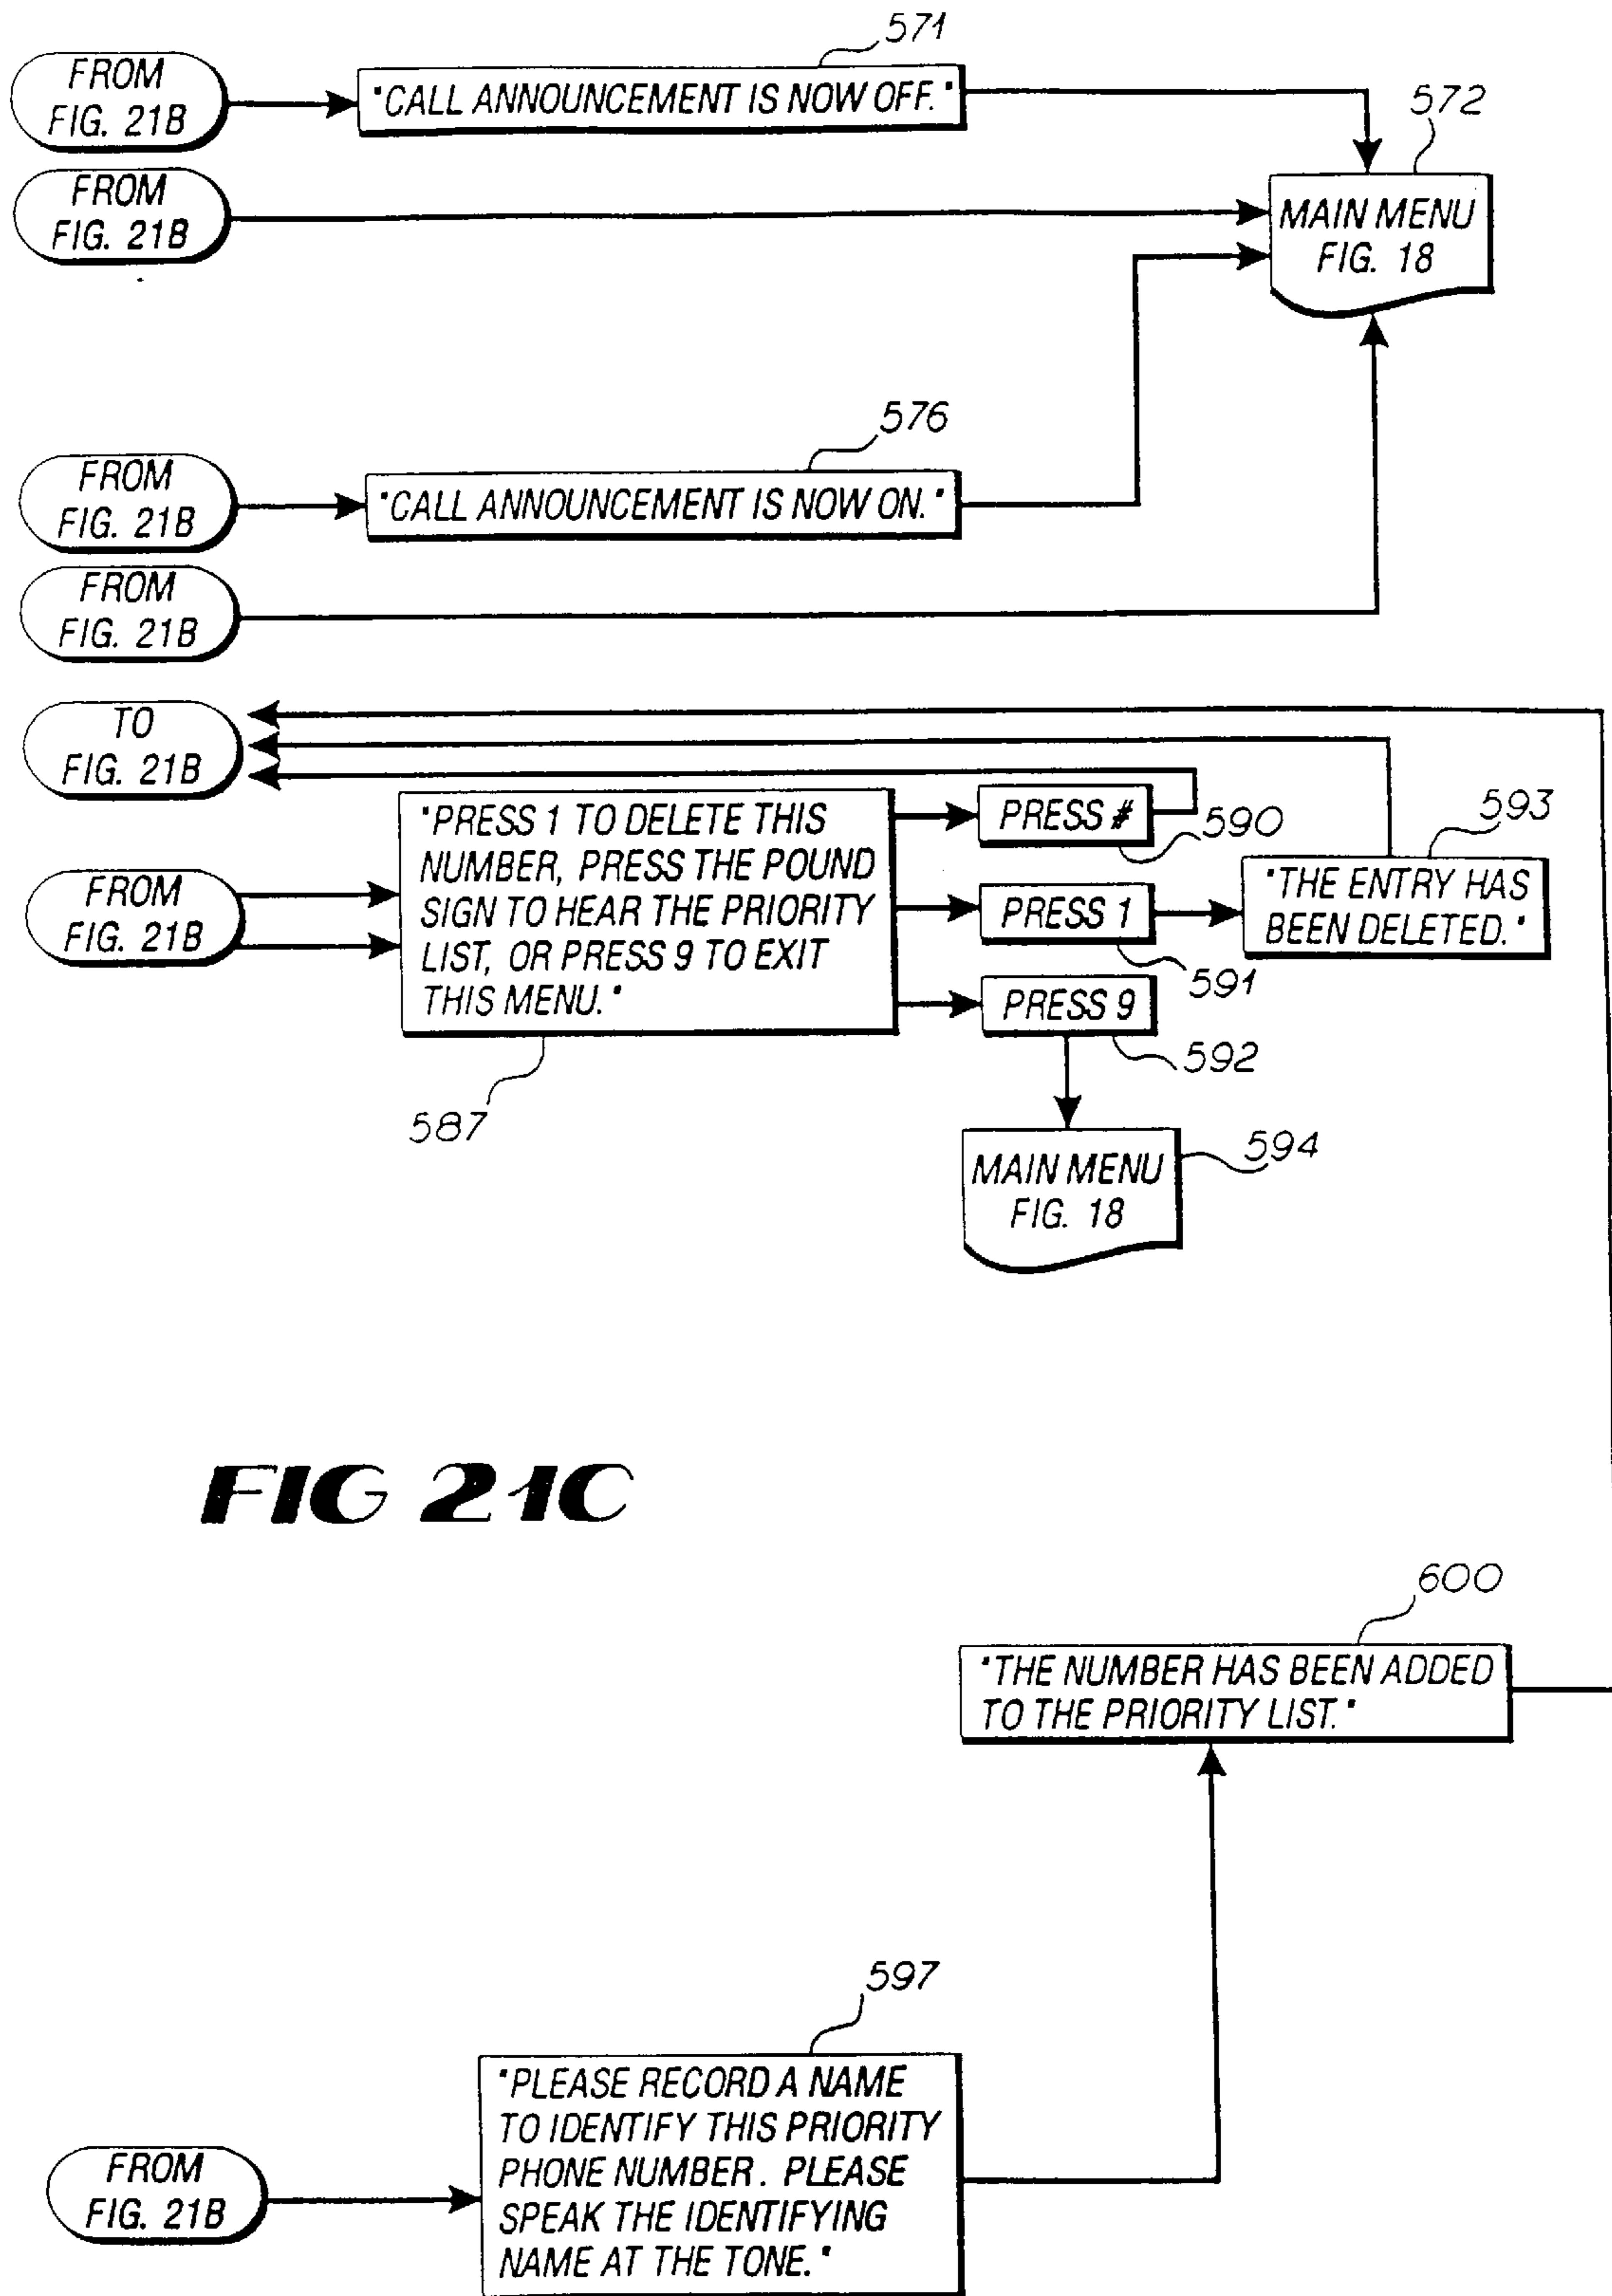 571
FROM
FIG. 21B
"CALL ANNOUNCEMENT IS NOW OFF."
572
FROM
FIG. 21B
MAIN MENU
FIG. 18
576
FROM
FIG. 21B
"CALL ANNOUNCEMENT IS NOW ON."
FROM
FIG. 21B
TO
FIG. 21B
FROM
FIG. 21B
"PRESS 1 TO DELETE THIS
NUMBER, PRESS THE POUND
SIGN TO HEAR THE PRIORITY
LIST, OR PRESS 9 TO EXIT
THIS MENU."
587
PRESS #
590
PRESS 1
591
593
"THE ENTRY HAS
BEEN DELETED."
PRESS 9
592
MAIN MENU
FIG. 18
594
FIG 21C
600
"THE NUMBER HAS BEEN ADDED
TO THE PRIORITY LIST."
597
FROM
FIG. 21B
"PLEASE RECORD A NAME
TO IDENTIFY THIS PRIORITY
PHONE NUMBER. PLEASE
SPEAK THE IDENTIFYING
NAME AT THE TONE."